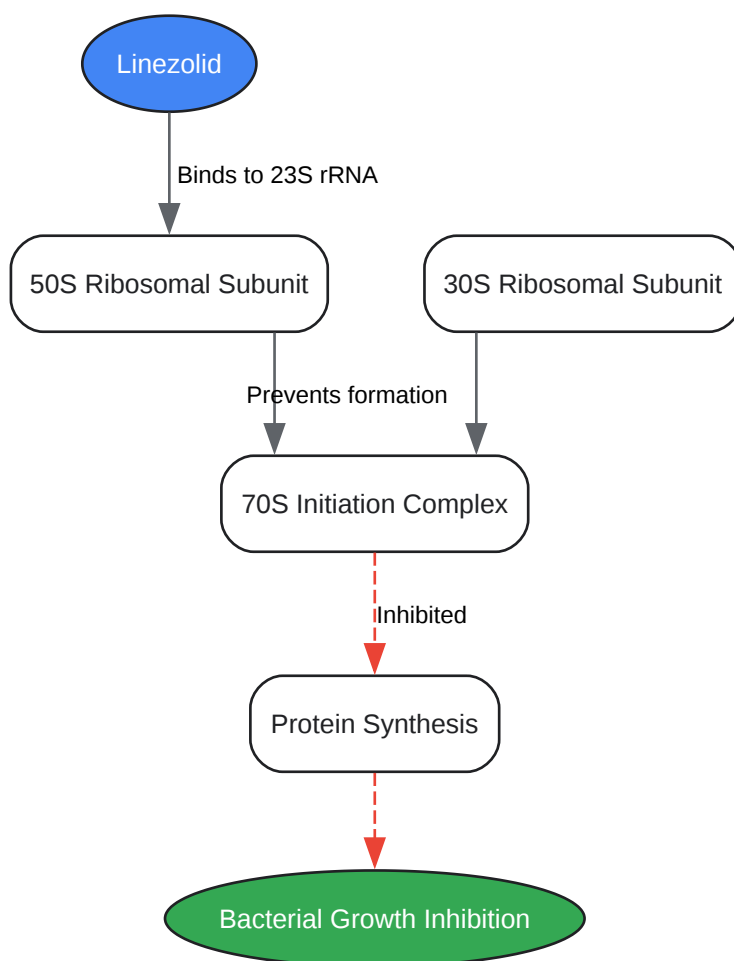 Linezolid
Binds to 23S rRNA
50S Ribosomal Subunit
30S Ribosomal Subunit
Prevents formation
70S Initiation Complex
Inhibited
Protein Synthesis
Bacterial Growth Inhibition